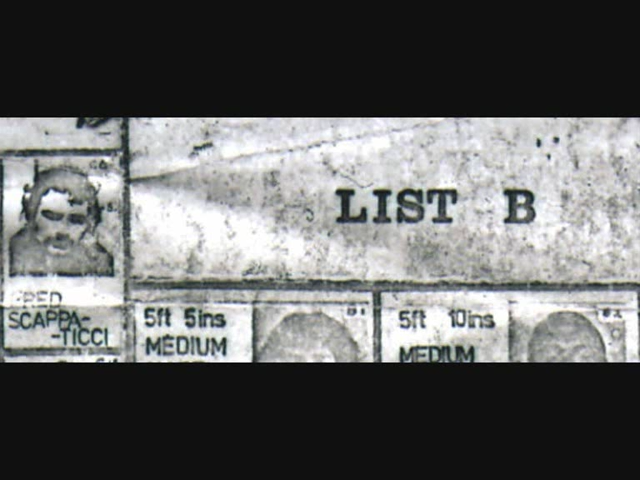 LIST B
FRED
SCAPPA-
-TICCI
5ft 5ins
MEDIUM
5ft 10ins
MEDIUM